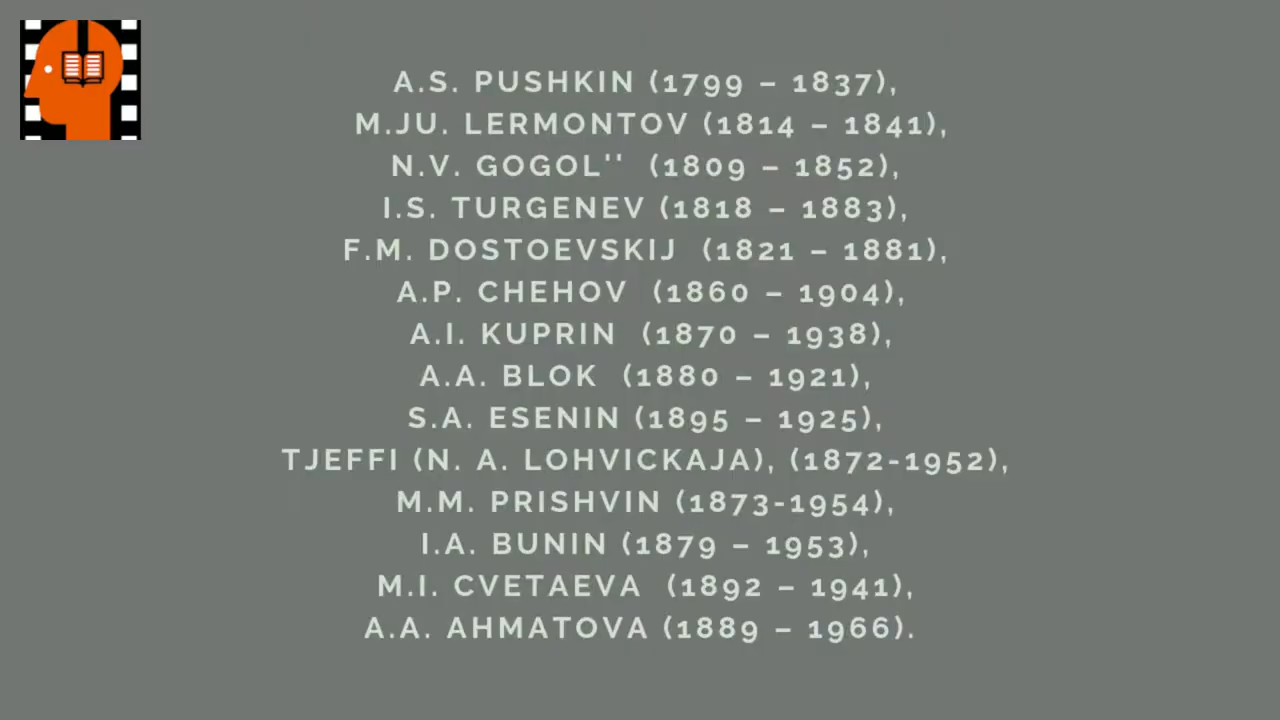 A.S. PUSHKIN (1799 – 1837),
M.JU. LERMONTOV (1814 – 1841),
N.V. GOGOL'' (1809 – 1852),
I.S. TURGENEV (1818 – 1883),
F.M. DOSTOEVSKIJ (1821 – 1881),
A.P. CHEHOV (1860 – 1904),
A.I. KUPRIN (1870 – 1938),
A.A. BLOK (1880 – 1921),
S.A. ESENIN (1895 – 1925),
TJEFFI (N. A. LOHVICKAJA), (1872-1952),
M.M. PRISHVIN (1873-1954),
I.A. BUNIN (1879 – 1953),
M.I. CVETAEVA (1892 – 1941),
A.A. AHMATOVA (1889 – 1966).